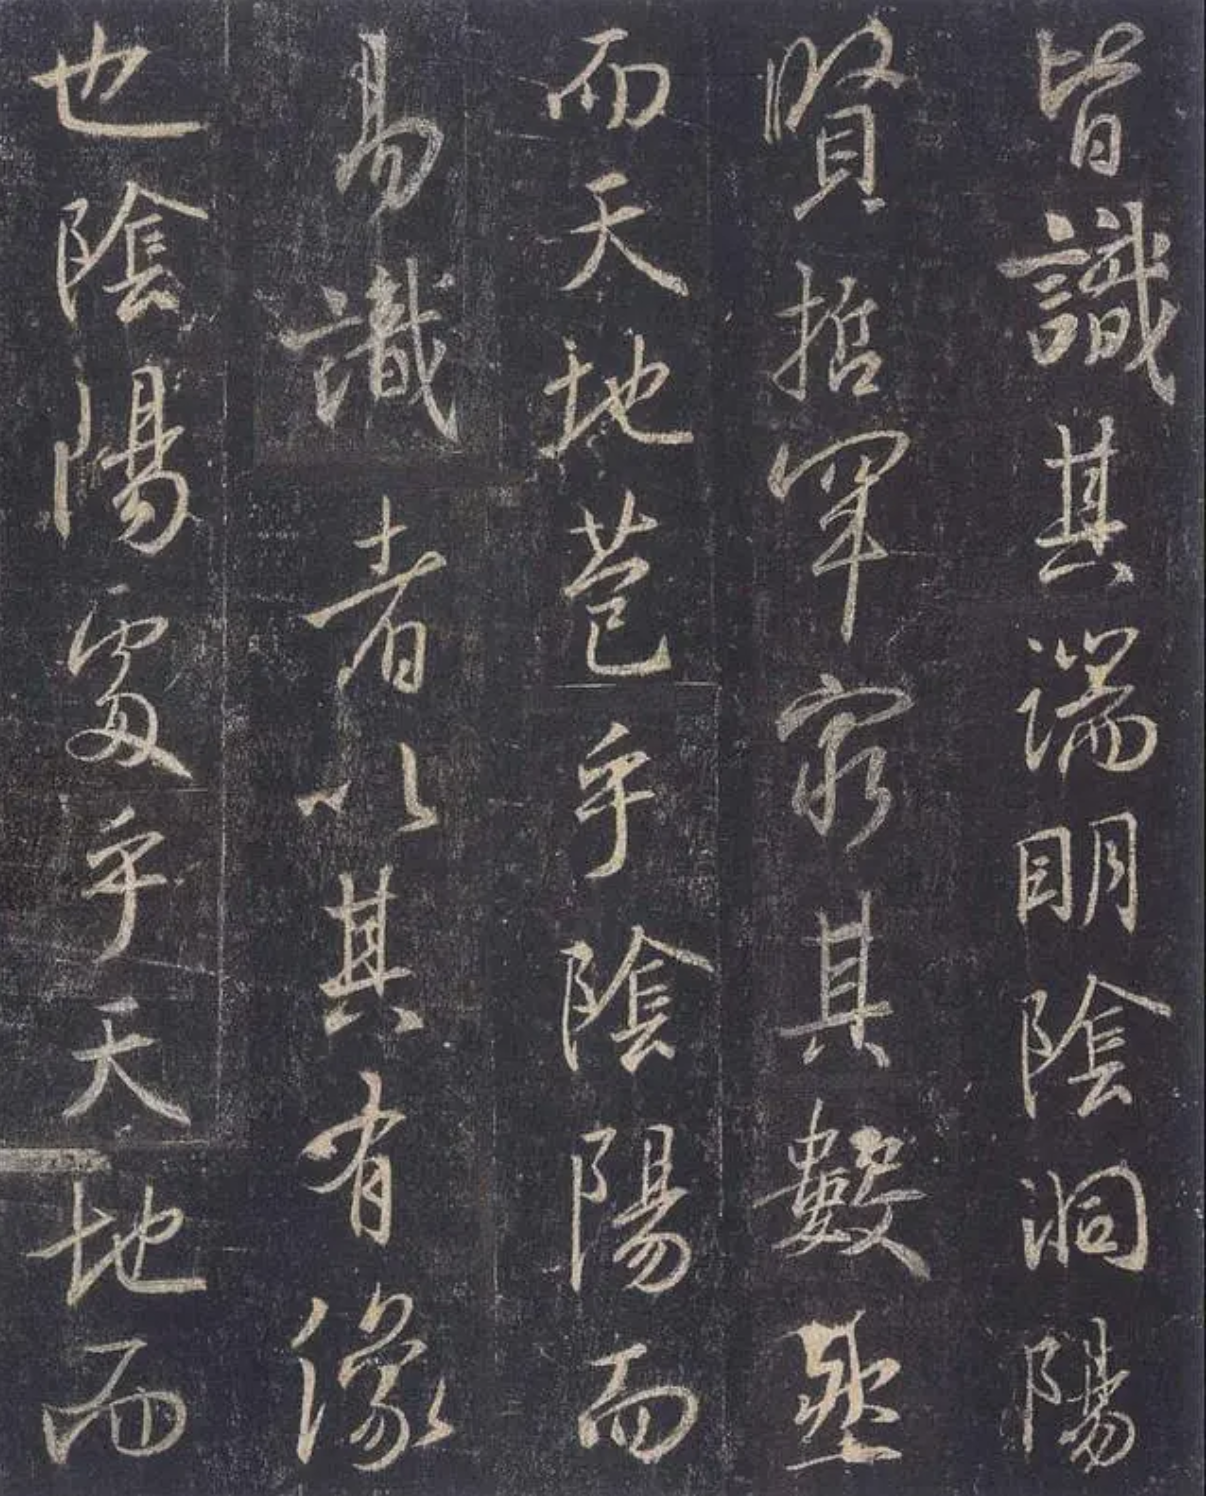 皆識其端明陰洞陽
賢哲罕窮其數然
而天地苞乎陰陽而
易識者以其有像
也陰陽處乎天地而